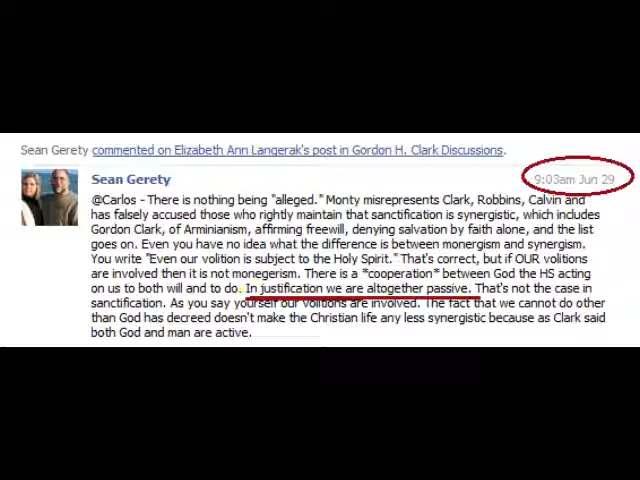 Sean Gerety commented on Elizabeth Ann Langerak's post in Gordon H. Clark Discussions.
Sean Gerety
9:03am Jun 29
@Carlos - There is nothing being "alleged." Monty misrepresents Clark, Robbins, Calvin and
has falsely accused those who rightly maintain that sanctification is synergistic, which includes
Gordon Clark, of Arminianism, affirming freewill, denying salvation by faith alone, and the list
goes on. Even you have no idea what the difference is between monergism and synergism.
You write "Even our volition is subject to the Holy Spirit." That's correct, but if OUR volitions
are involved then it is not monegerism. There is a *cooperation* between God the HS acting
on us to both will and to do. In justification we are altogether passive. That's not the case in
sanctification. As you say yourself our volitions are involved. The fact that we cannot do other
than God has decreed doesn't make the Christian life any less synergistic because as Clark said
both God and man are active.